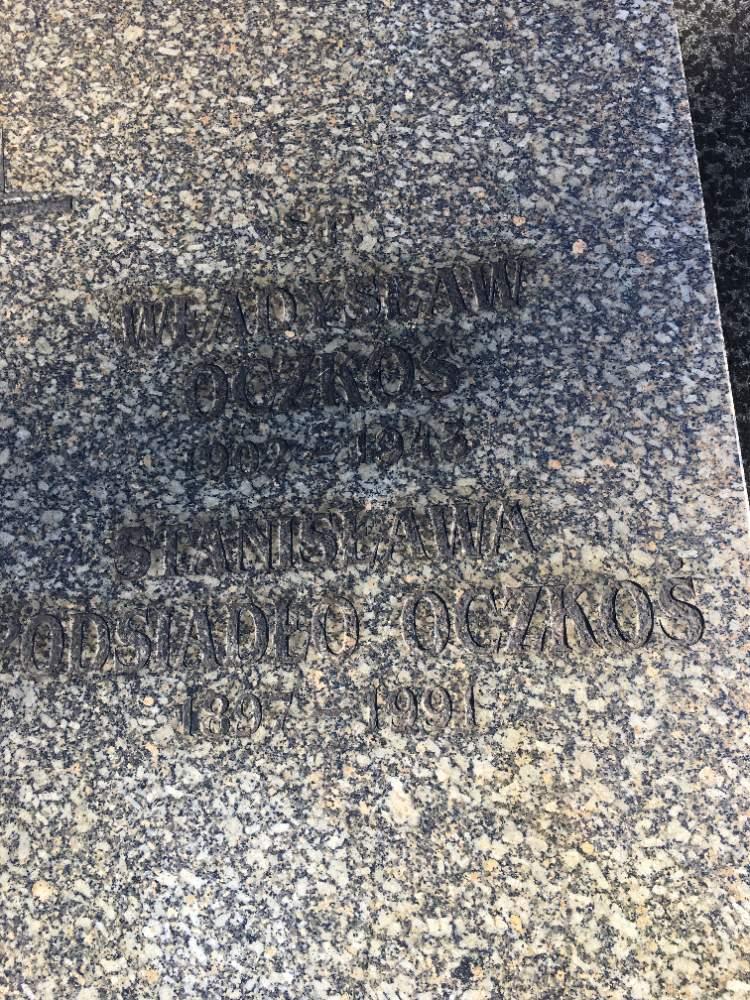 Ś.P.
WŁADYSŁAW
OCZKOŚ
1902 - 1943
STANISŁAWA
PODSIADŁO OCZKOŚ
1897 - 1991